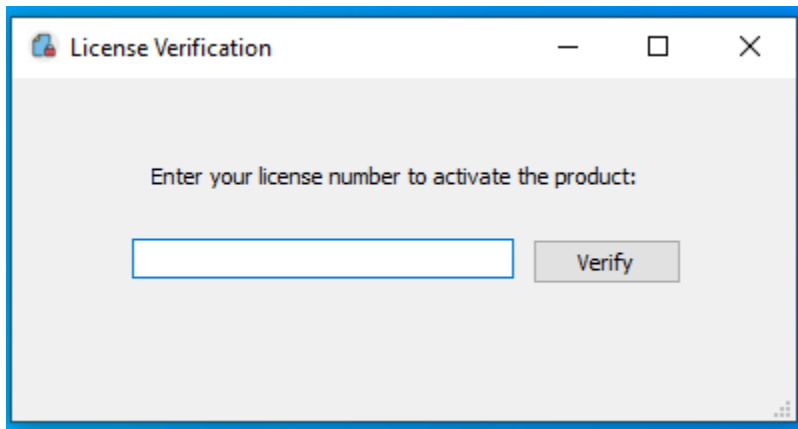 License Verification
Enter your license number to activate the product:
Verify